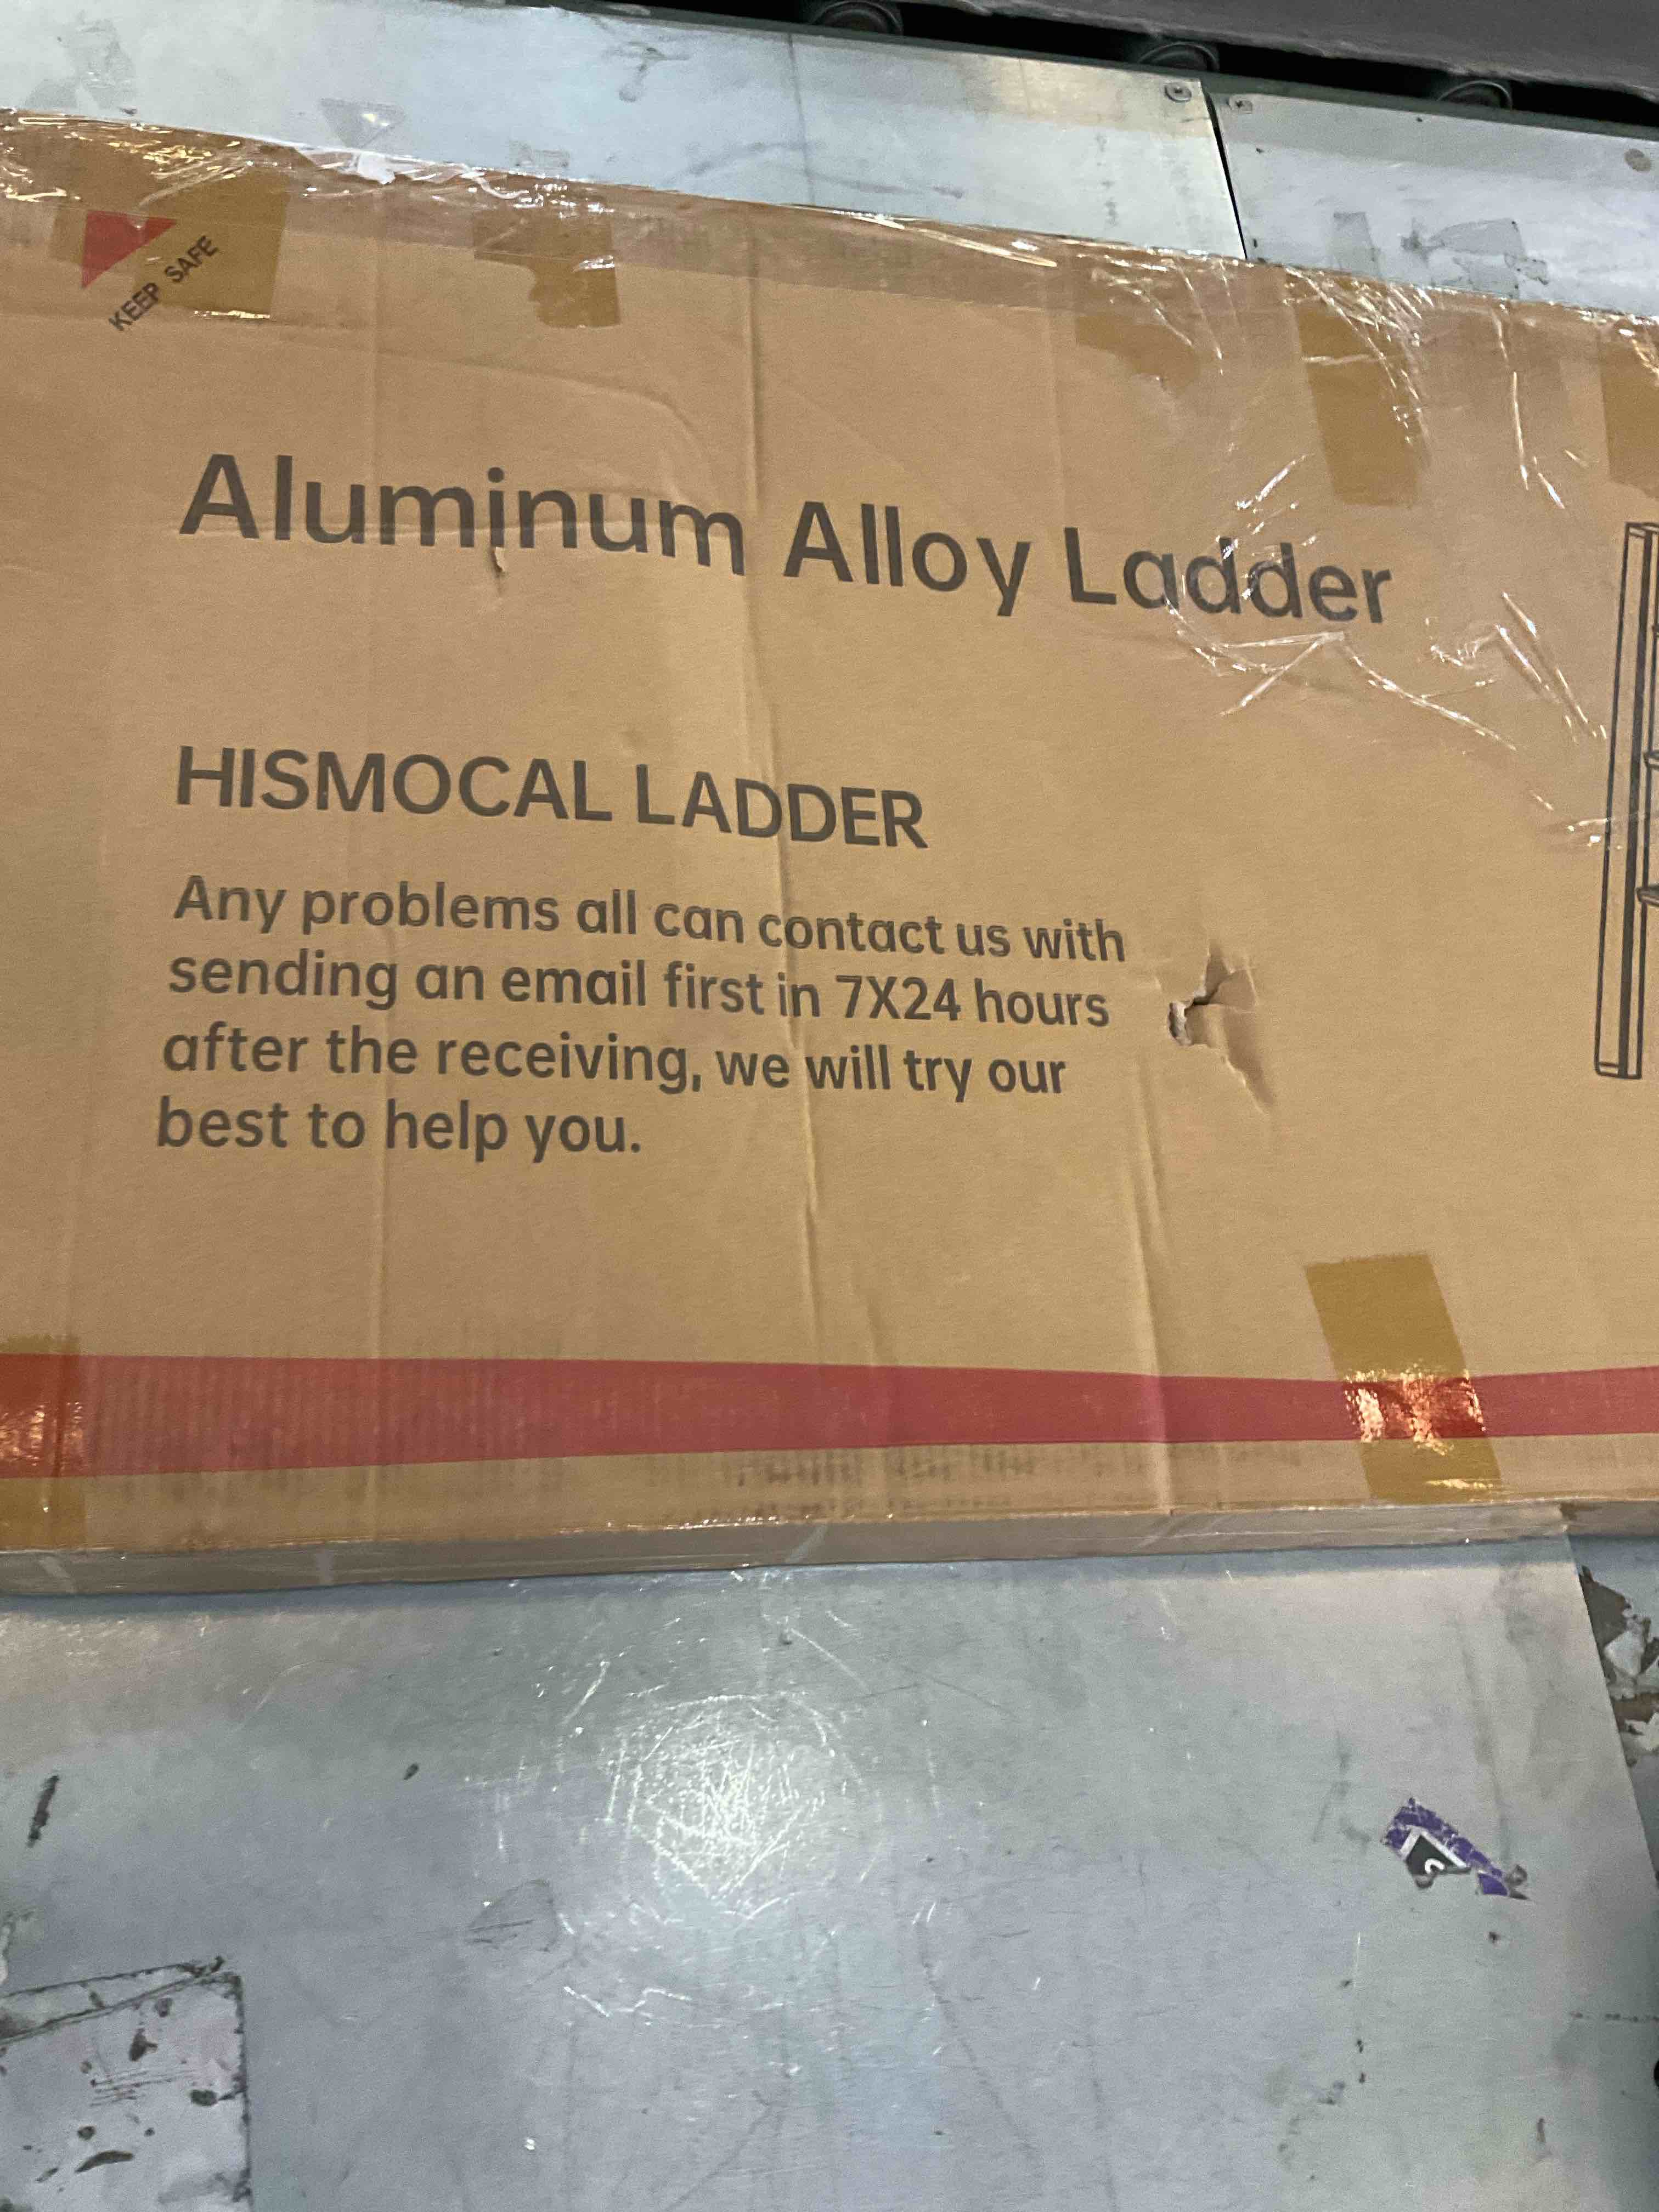 KEEP SAFE
Aluminum Alloy Ladder
HISMOCAL LADDER
Any problems all can contact us with
sending an email first in 7X24 hours
after the receiving, we will try our
best to help you.